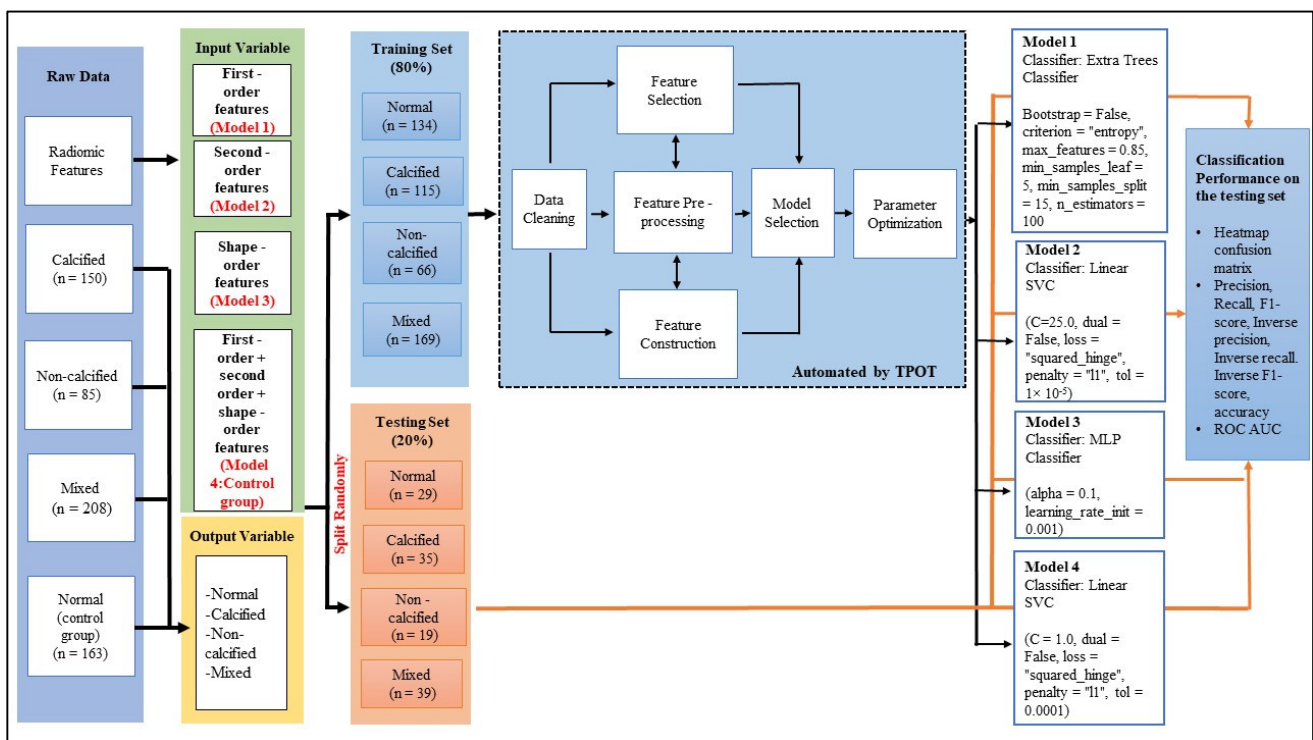 Raw Data
Radiomic
Features
Calcified
(n = 150)
Non-calcified
(n = 85)
Mixed
(n = 208)
Normal
(control
group)
(n = 163)
Input Variable
First -
order
features
(Model 1)
Second -
order
features
(Model 2)
Shape -
order
features
(Model 3)
First -
order +
second
order +
shape -
order
features
(Model
4:Control
group)
Output Variable
-Normal
-Calcified
-Non-
calcified
-Mixed
Split Randomly
Training Set
(80%)
Normal
(n = 134)
Calcified
(n = 115)
Non-
calcified
(n = 66)
Mixed
(n = 169)
Testing Set
(20%)
Normal
(n = 29)
Calcified
(n = 35)
Non -
calcified
(n = 19)
Mixed
(n = 39)
Data
Cleaning
Feature
Selection
Feature Pre -
processing
Feature
Construction
Model
Selection
Parameter
Optimization
Automated by TPOT
Model 1
Classifier: Extra Trees
Classifier
Bootstrap = False,
criterion = "entropy",
max_features = 0.85,
min_samples_leaf =
5, min_samples_split
= 15, n_estimators =
100
Model 2
Classifier: Linear
SVC
(C=25.0, dual =
False, loss =
"squared_hinge",
penalty = "l1", tol =
1× 10⁻⁵)
Model 3
Classifier: MLP
Classifier
(alpha = 0.1,
learning_rate_init =
0.001)
Model 4
Classifier: Linear
SVC
(C = 1.0, dual =
False, loss =
"squared_hinge",
penalty = "l1", tol =
0.0001)
Classification
Performance on
the testing set
• Heatmap
confusion
matrix
• Precision,
Recall, F1-
score, Inverse
precision,
Inverse recall.
Inverse F1-
score,
accuracy
• ROC AUC